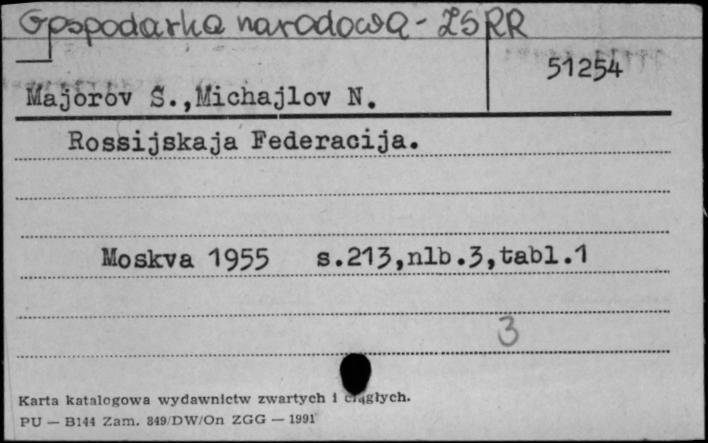 Gospodarka narodowa - ZSRR
51254
Majorov S.,Michajlov N.
Rossijskaja Federacija.
Moskva 1955 s.213,nlb.3,tabl.1
3
Karta katalogowa wydawnictw zwartych i ciągłych.
PU — B144 Zam. 849/DW/On ZGG — 1991